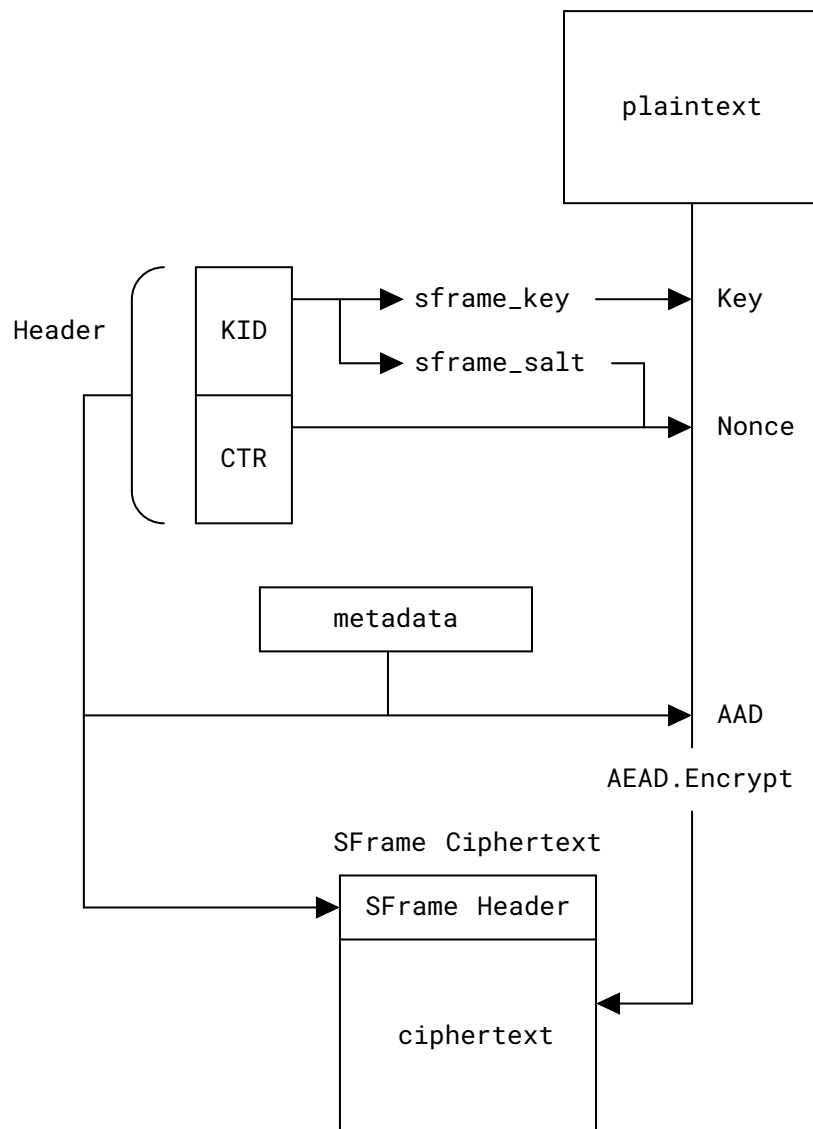 plaintext
sframe_key Key
Header KID
sframe_salt
Nonce
CTR
metadata
AAD
AEAD.Encrypt
SFrame Ciphertext
SFrame Header
ciphertext